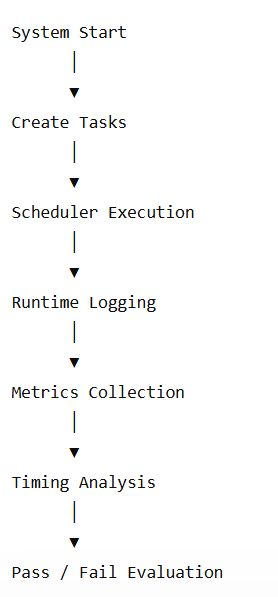 System Start
Create Tasks
Scheduler Execution
Runtime Logging
Metrics Collection
Timing Analysis
Pass / Fail Evaluation